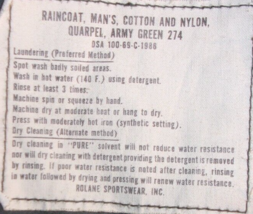 RAINCOAT, MAN'S, COTTON AND NYLON,
QUARPEL, ARMY GREEN 274
DSA 100-69-C-1986
Laundering (Preferred Method)
Spot wash badly soiled areas.
Wash in hot water (140 F.) using detergent.
Rinse at least 3 times.
Machine spin or squeeze by hand.
Machine dry at moderate heat or hang to dry.
Press with moderately hot iron (synthetic setting).
Dry Cleaning (Alternate method)
Dry cleaning in "PURE" solvent will not reduce water resistance
nor will dry cleaning with detergent providing the detergent is removed
by rinsing. If poor water resistance is noted after cleaning, rinsing
in water followed by drying and pressing will renew water resistance.
ROLANE SPORTSWEAR, INC.